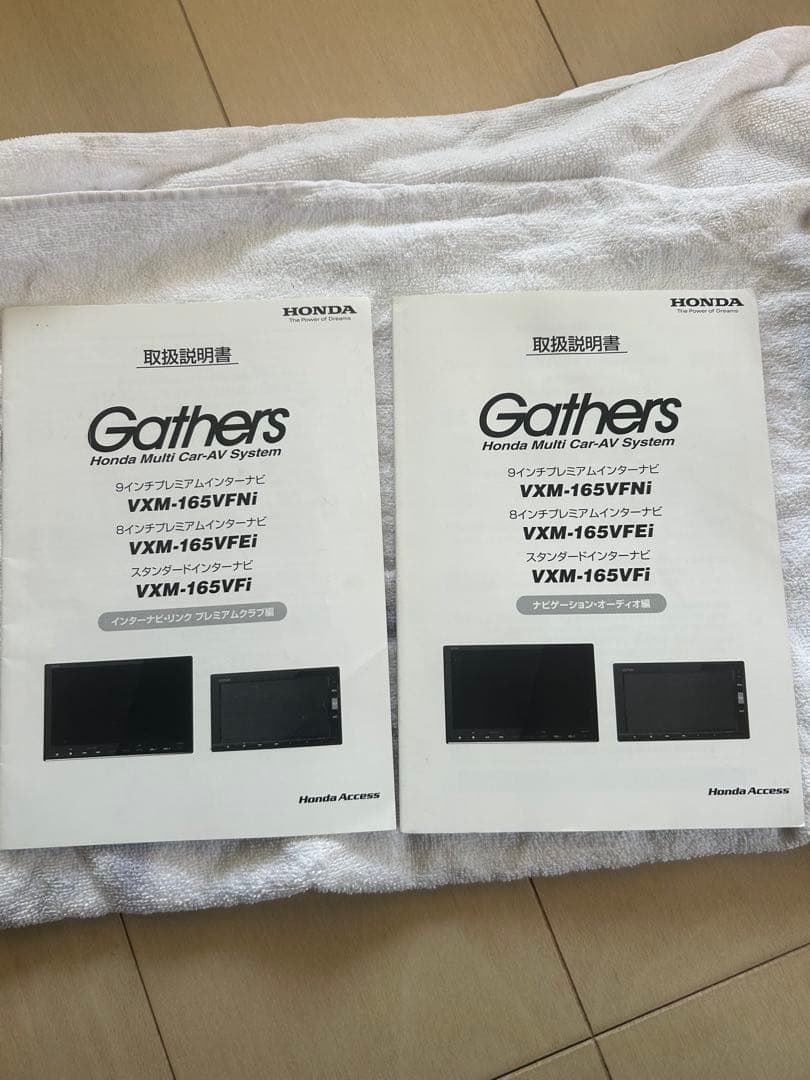 HONDA
The Power of Dreams
取扱説明書
Gathers
Honda Multi Car-AV System
9インチプレミアムインターナビ
VXM-165VFNi
8インチプレミアムインターナビ
VXM-165VFEi
スタンダードインターナビ
VXM-165VFi
インターナビ・リンク プレミアムクラブ編
Honda Access
HONDA
The Power of Dreams
取扱説明書
Gathers
Honda Multi Car-AV System
9インチプレミアムインターナビ
VXM-165VFNi
8インチプレミアムインターナビ
VXM-165VFEi
スタンダードインターナビ
VXM-165VFi
ナビゲーション・オーディオ編
Honda Access